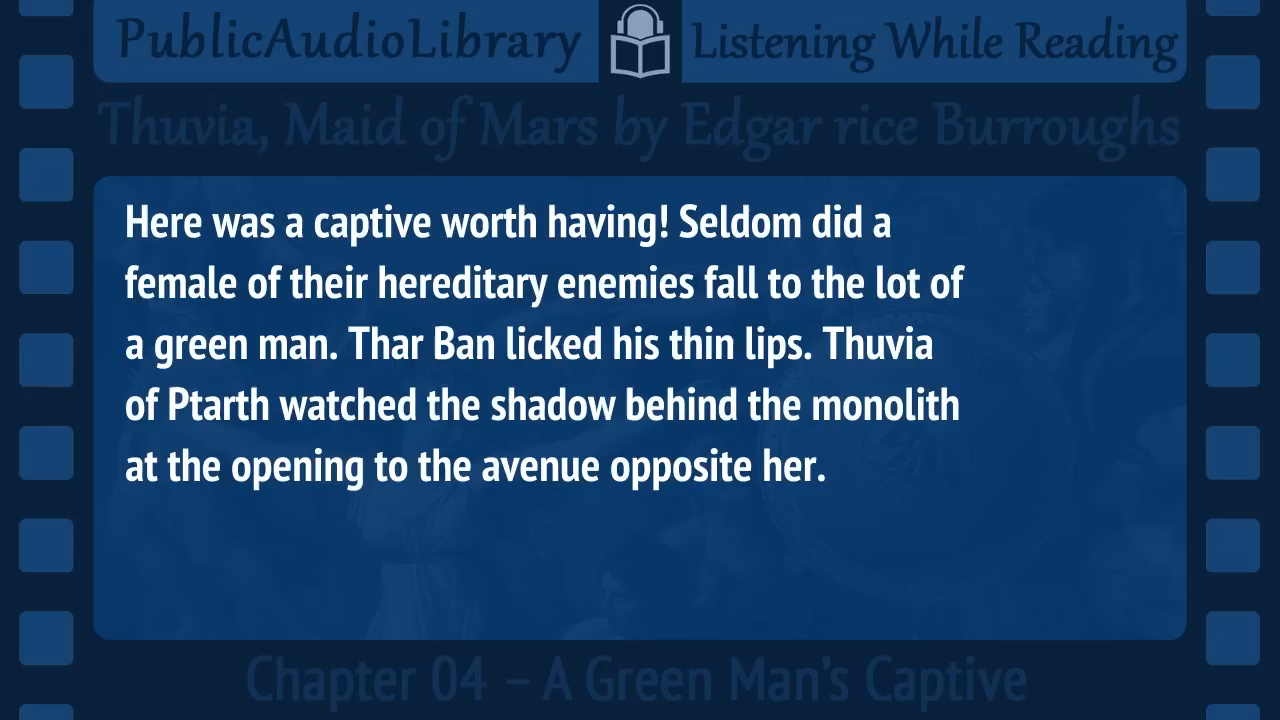 PublicAudioLibrary Listening While Reading
Thuvia, Maid of Mars by Edgar rice Burroughs
Here was a captive worth having! Seldom did a
female of their hereditary enemies fall to the lot of
a green man. Thar Ban licked his thin lips. Thuvia
of Ptarth watched the shadow behind the monolith
at the opening to the avenue opposite her.
Chapter 04 – A Green Man's Captive